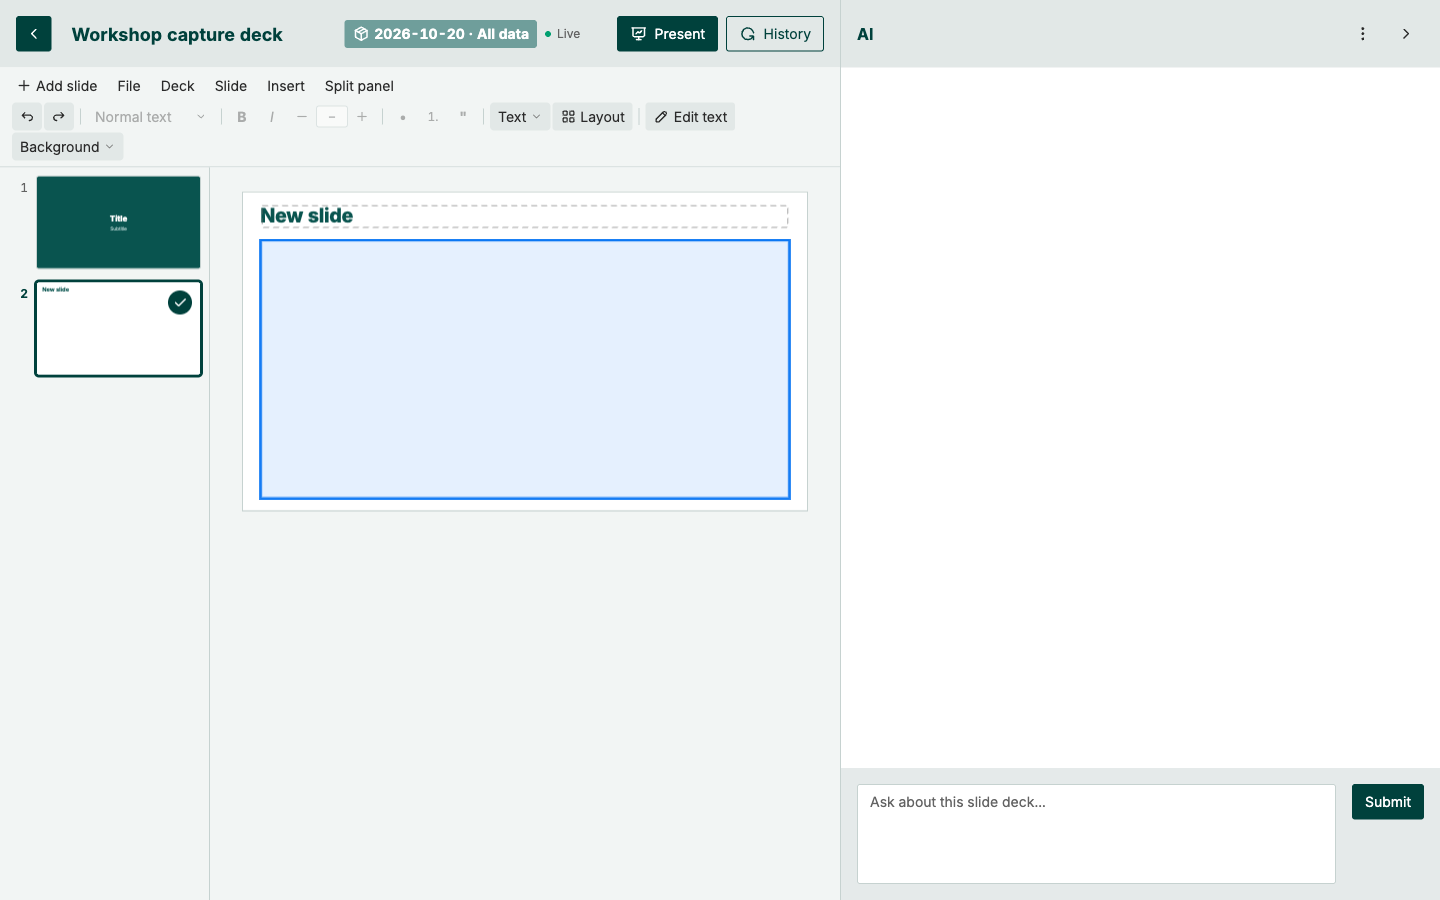 Workshop capture deck
2026-10-20 · All data
Live
Present
History
AI
Add slide
File
Deck
Slide
Insert
Split panel
Normal text
B
I
-
1.
"
Text
Layout
Edit text
Background
1
Title
Subtitle
2
New slide
New slide
Ask about this slide deck...
Submit